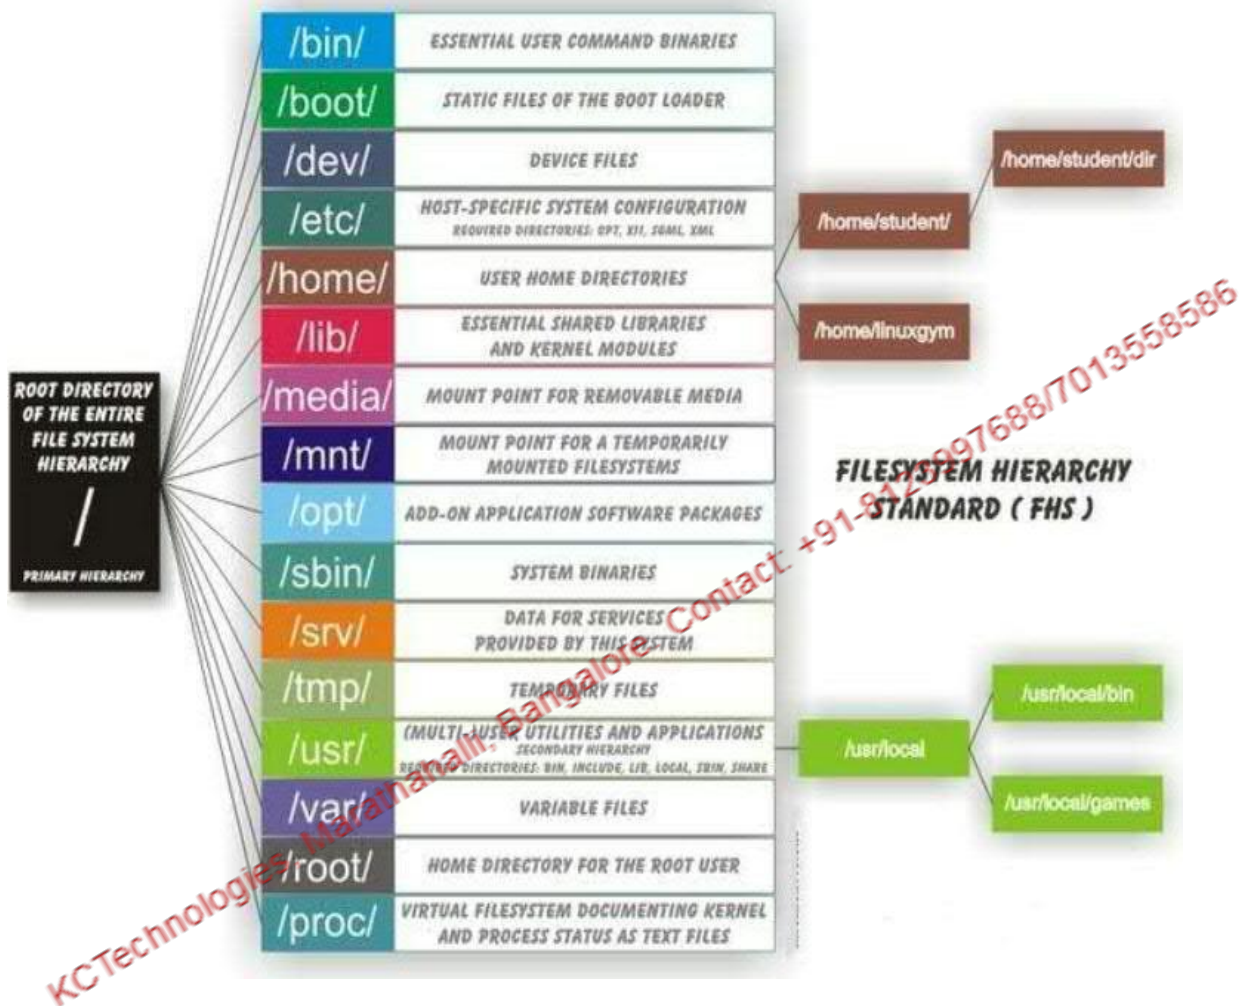 /bin/
ESSENTIAL USER COMMAND BINARIES
/boot/
STATIC FILES OF THE BOOT LOADER
/dev/
DEVICE FILES
/etc/
HOST-SPECIFIC SYSTEM CONFIGURATION
REQUIRED DIRECTORIES: OPT, XII, SGML, XML
/home/
USER HOME DIRECTORIES
/home/student/
/home/student/dir
/home/linuxgym
/lib/
ESSENTIAL SHARED LIBRARIES
AND KERNEL MODULES
/media/
MOUNT POINT FOR REMOVABLE MEDIA
/mnt/
MOUNT POINT FOR A TEMPORARILY
MOUNTED FILESYSTEMS
/opt/
ADD-ON APPLICATION SOFTWARE PACKAGES
/sbin/
SYSTEM BINARIES
/srv/
DATA FOR SERVICES
PROVIDED BY THIS SYSTEM
/tmp/
TEMPORARY FILES
/usr/
(MULTI-)USER UTILITIES AND APPLICATIONS
SECONDARY HIERARCHY
REQUIRED DIRECTORIES: BIN, INCLUDE, LIB, LOCAL, SBIN, SHARE
/usr/local
/usr/local/bin
/usr/local/games
/var/
VARIABLE FILES
/root/
HOME DIRECTORY FOR THE ROOT USER
/proc/
VIRTUAL FILESYSTEM DOCUMENTING KERNEL
AND PROCESS STATUS AS TEXT FILES
ROOT DIRECTORY
OF THE ENTIRE
FILE SYSTEM
HIERARCHY
/
PRIMARY HIERARCHY
FILESYSTEM HIERARCHY
STANDARD ( FHS )
KCTechnologies, Marathahalli, Bangalore, Contact: /7013558586